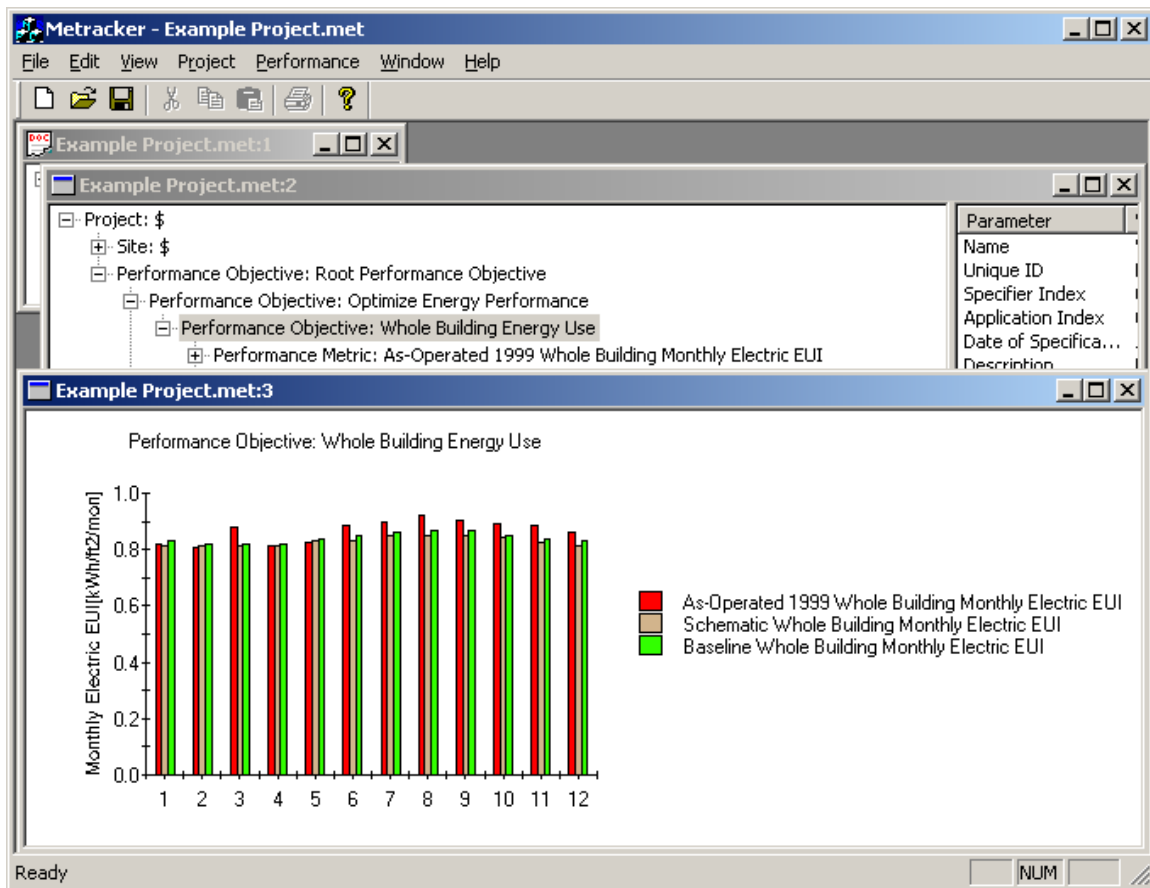 Metracker - Example Project.met
File Edit View Project Performance Window Help
Example Project.met:1
Example Project.met:2
Project: $
Site: $
Performance Objective: Root Performance Objective
Performance Objective: Optimize Energy Performance
Performance Objective: Whole Building Energy Use
Performance Metric: As-Operated 1999 Whole Building Monthly Electric EUI
Parameter
Name
Unique ID
Specifier Index
Application Index
Date of Specifica...
Description
Example Project.met:3
Performance Objective: Whole Building Energy Use
Monthly Electric EUI[kWh/ft2/mon]
1.0
0.8
0.6
0.4
0.2
0.0
1 2 3 4 5 6 7 8 9 10 11 12
As-Operated 1999 Whole Building Monthly Electric EUI
Schematic Whole Building Monthly Electric EUI
Baseline Whole Building Monthly Electric EUI
Ready
NUM